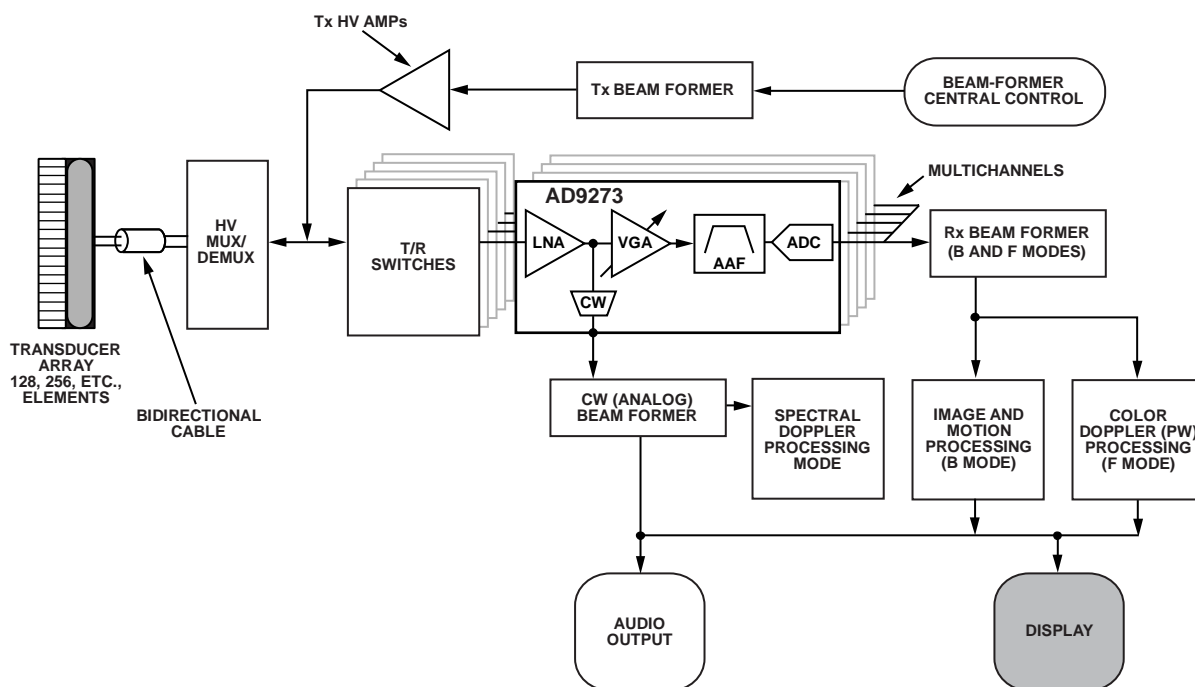 Tx HV AMPs
Tx BEAM FORMER
BEAM-FORMER
CENTRAL CONTROL
MULTICHANNELS
AD9273
HV
MUX/
DEMUX
T/R
SWITCHES
LNA
VGA
AAF
ADC
CW
Rx BEAM FORMER
(B AND F MODES)
TRANSDUCER
ARRAY
128, 256, ETC.,
ELEMENTS
BIDIRECTIONAL
CABLE
CW (ANALOG)
BEAM FORMER
SPECTRAL
DOPPLER
PROCESSING
MODE
IMAGE AND
MOTION
PROCESSING
(B MODE)
COLOR
DOPPLER (PW)
PROCESSING
(F MODE)
AUDIO
OUTPUT
DISPLAY